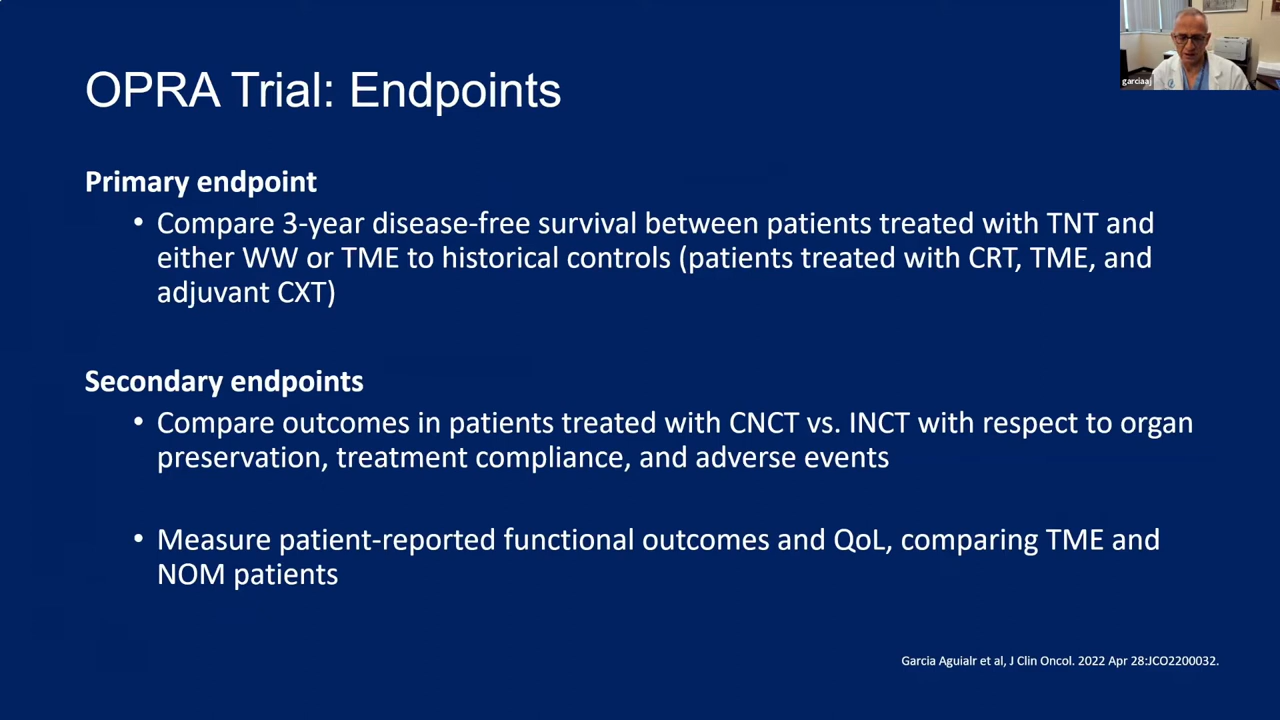 garciaaj
OPRA Trial: Endpoints
Primary endpoint
• Compare 3-year disease-free survival between patients treated with TNT and
either WW or TME to historical controls (patients treated with CRT, TME, and
adjuvant CXT)
Secondary endpoints
• Compare outcomes in patients treated with CNCT vs. INCT with respect to organ
preservation, treatment compliance, and adverse events
• Measure patient-reported functional outcomes and QoL, comparing TME and
NOM patients
Garcia Aguialr et al, J Clin Oncol. 2022 Apr 28:JCO2200032.